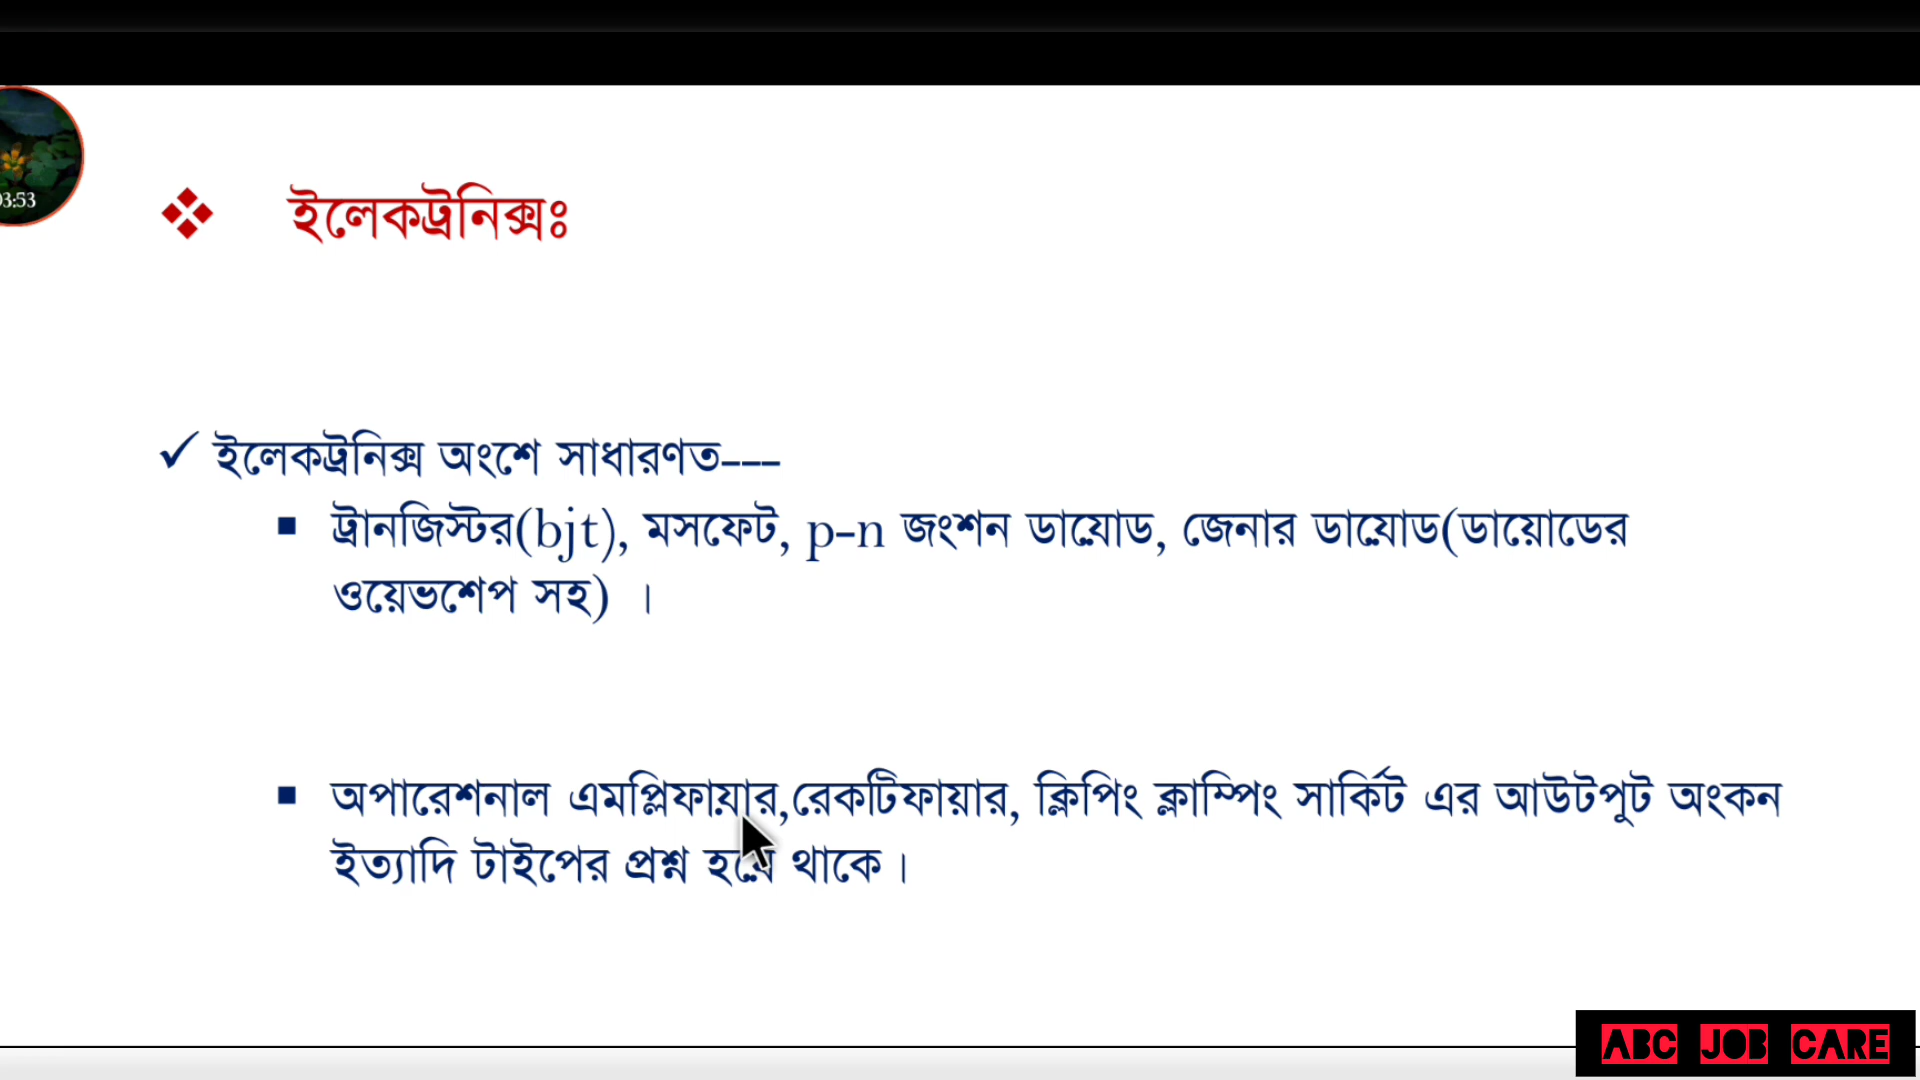 03:53
ইলেকট্রনিক্সঃ
ইলেকট্রনিক্স অংশে সাধারণত---
ট্রানজিস্টর(bjt), মসফেট, p-n জংশন ডায়োড, জেনার ডায়োড(ডায়োডের
ওয়েভশেপ সহ) ।
অপারেশনাল এমপ্লিফায়ার,রেকটিফায়ার, ক্লিপিং ক্লাম্পিং সার্কিট এর আউটপুট অংকন
ইত্যাদি টাইপের প্রশ্ন হয়ে থাকে।
ABC JOB CARE